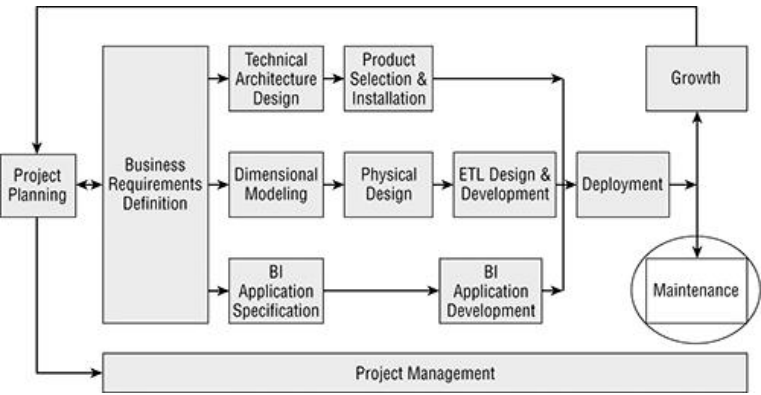 Technical
Architecture
Design
Product
Selection &
Installation
Growth
Project
Planning
Business
Requirements
Definition
Dimensional
Modeling
Physical
Design
ETL Design &
Development
Deployment
BI
Application
Specification
BI
Application
Development
Maintenance
Project Management